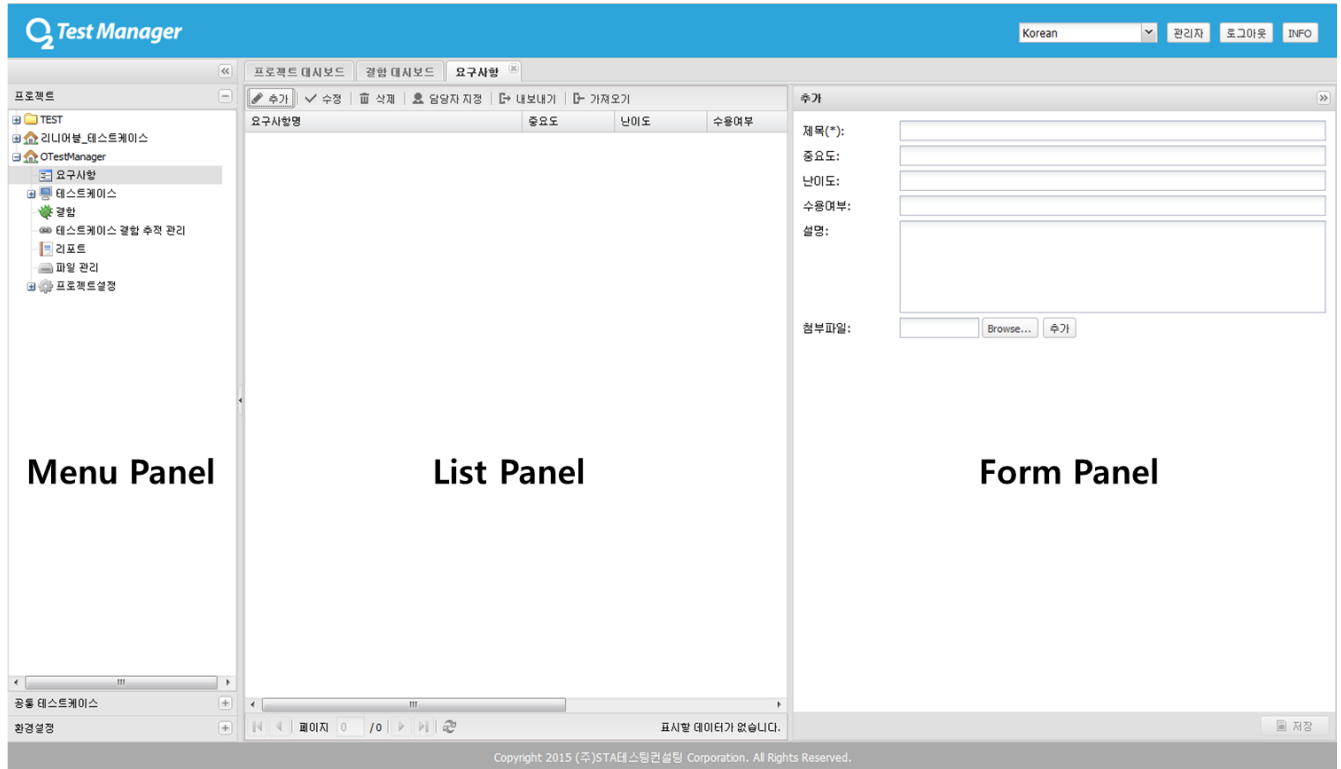 O2 Test Manager
Korean 관리자 로그아웃 INFO
프로젝트 대시보드 결함 대시보드 요구사항
프로젝트
추가 수정 삭제 담당자 지정 내보내기 가져오기
추가
요구사항명 중요도 난이도 수용여부
TEST
리니어블_테스트케이스
OTestManager
요구사항
테스트케이스
결함
테스트케이스 결함 추적 관리
리포트
파일 관리
프로젝트설정
제목(*):
중요도:
난이도:
수용여부:
설명:
첨부파일: Browse... 추가
Menu Panel
List Panel
Form Panel
공통 테스트케이스
환경설정
페이지 0 /0 표시할 데이터가 없습니다.
저장
Copyright 2015 (주)STA테스팅컨설팅 Corporation. All Rights Reserved.